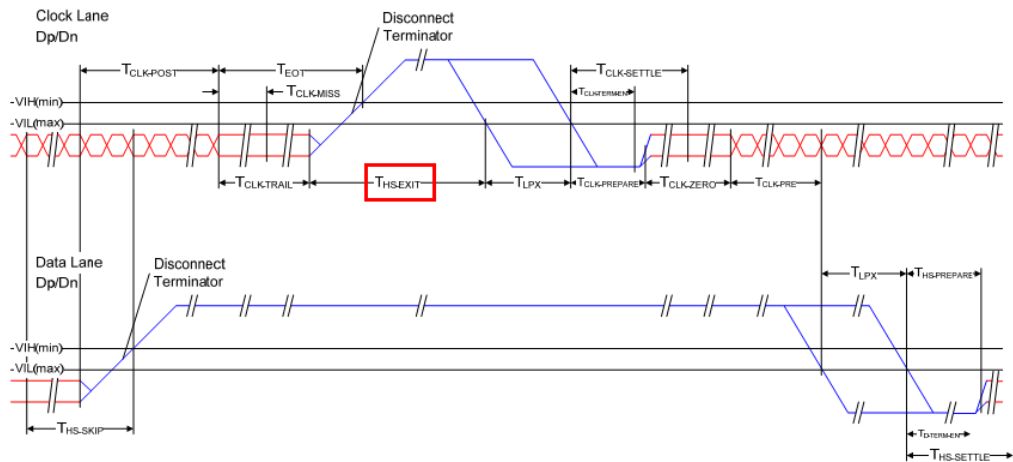 Clock Lane
Dp/Dn
Disconnect
Terminator
TCLK-POST
TEOT
TCLK-SETTLE
TCLK-MISS
TCLK-TERM-EN
VIH(min)
VIL(max)
TCLK-TRAIL
THS-EXIT
TLPX
TCLK-PREPARE
TCLK-ZERO
TCLK-PRE
Data Lane
Dp/Dn
Disconnect
Terminator
TLPX
THS-PREPARE
VIH(min)
VIL(max)
THS-SKIP
TD-TERM-EN
THS-SETTLE